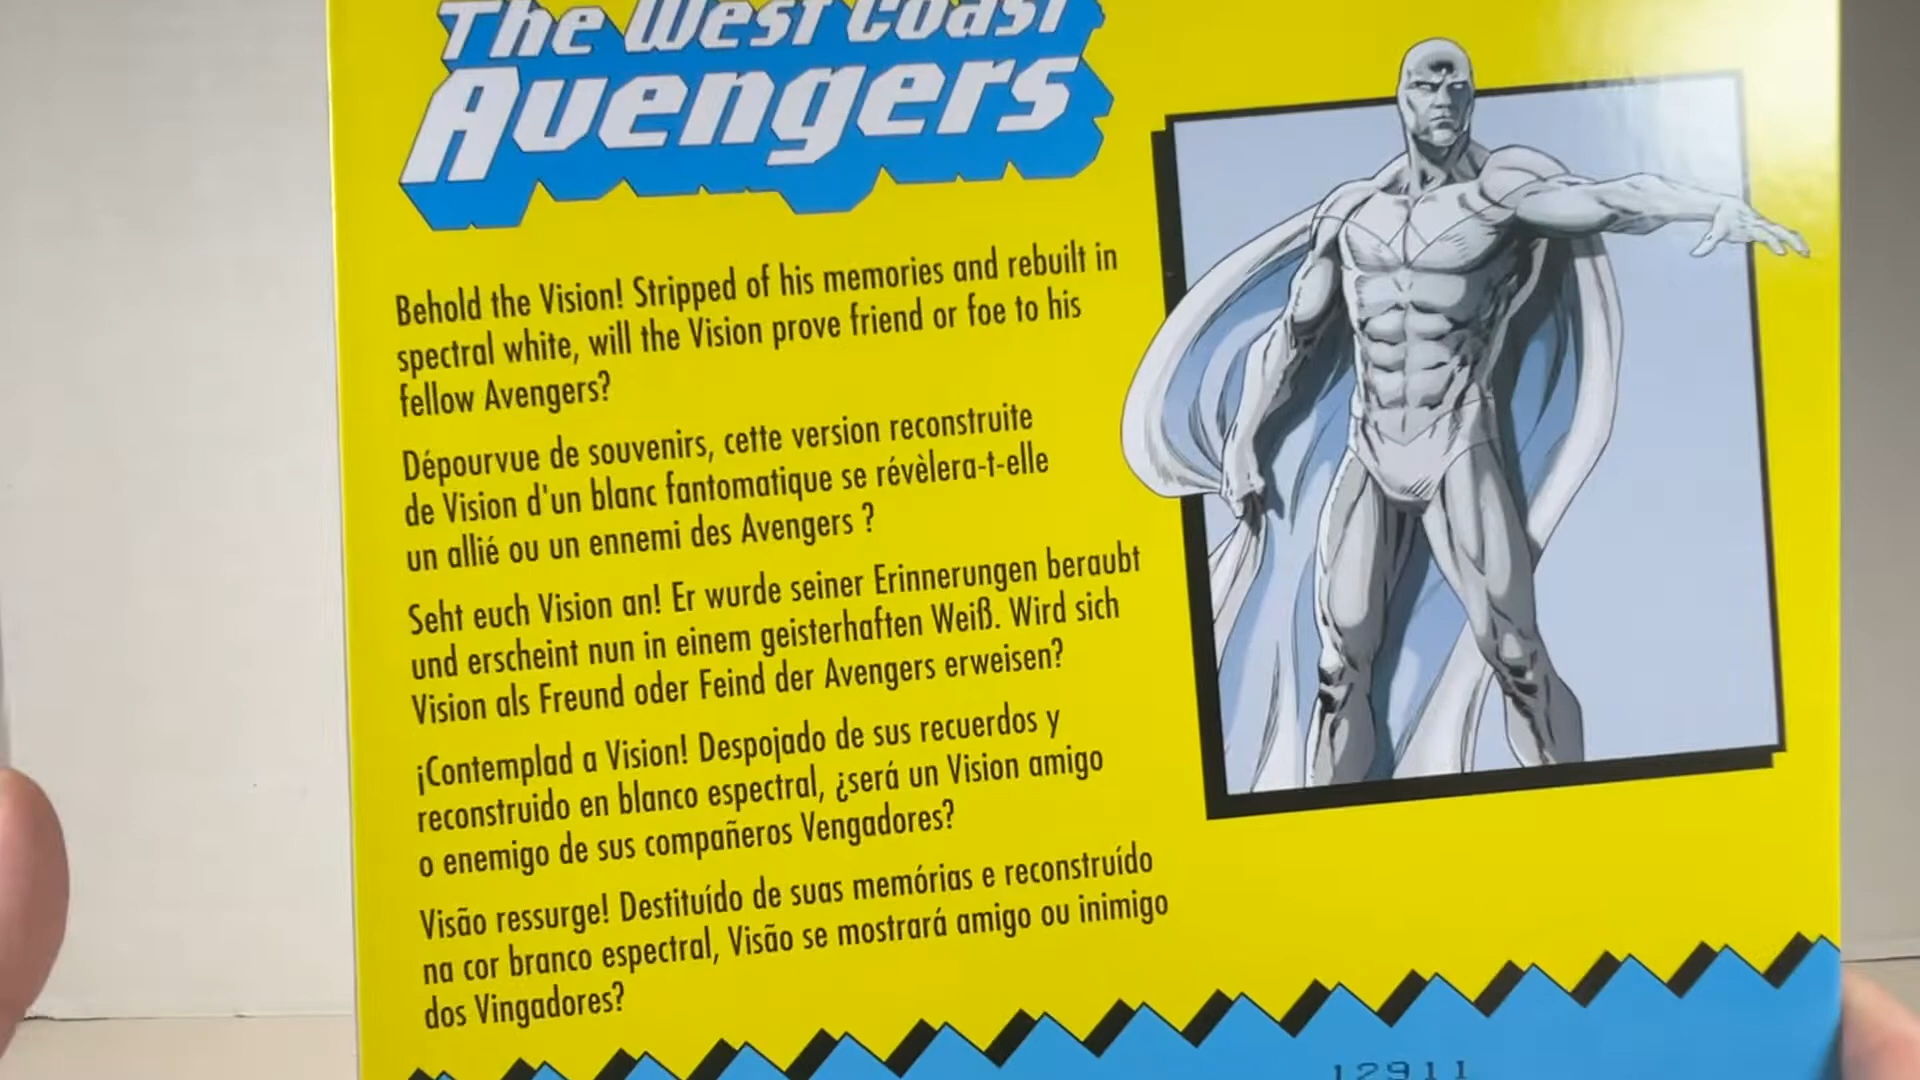 The West Coast
Avengers
Behold the Vision! Stripped of his memories and rebuilt in
spectral white, will the Vision prove friend or foe to his
fellow Avengers?
Dépourvue de souvenirs, cette version reconstruite
de Vision d'un blanc fantomatique se révèlera-t-elle
un allié ou un ennemi des Avengers ?
Seht euch Vision an! Er wurde seiner Erinnerungen beraubt
und erscheint nun in einem geisterhaften Weiß. Wird sich
Vision als Freund oder Feind der Avengers erweisen?
¡Contemplad a Vision! Despojado de sus recuerdos y
reconstruido en blanco espectral, ¿será un Vision amigo
o enemigo de sus compañeros Vengadores?
Visão ressurge! Destituído de suas memórias e reconstruído
na cor branco espectral, Visão se mostrará amigo ou inimigo
dos Vingadores?
12911